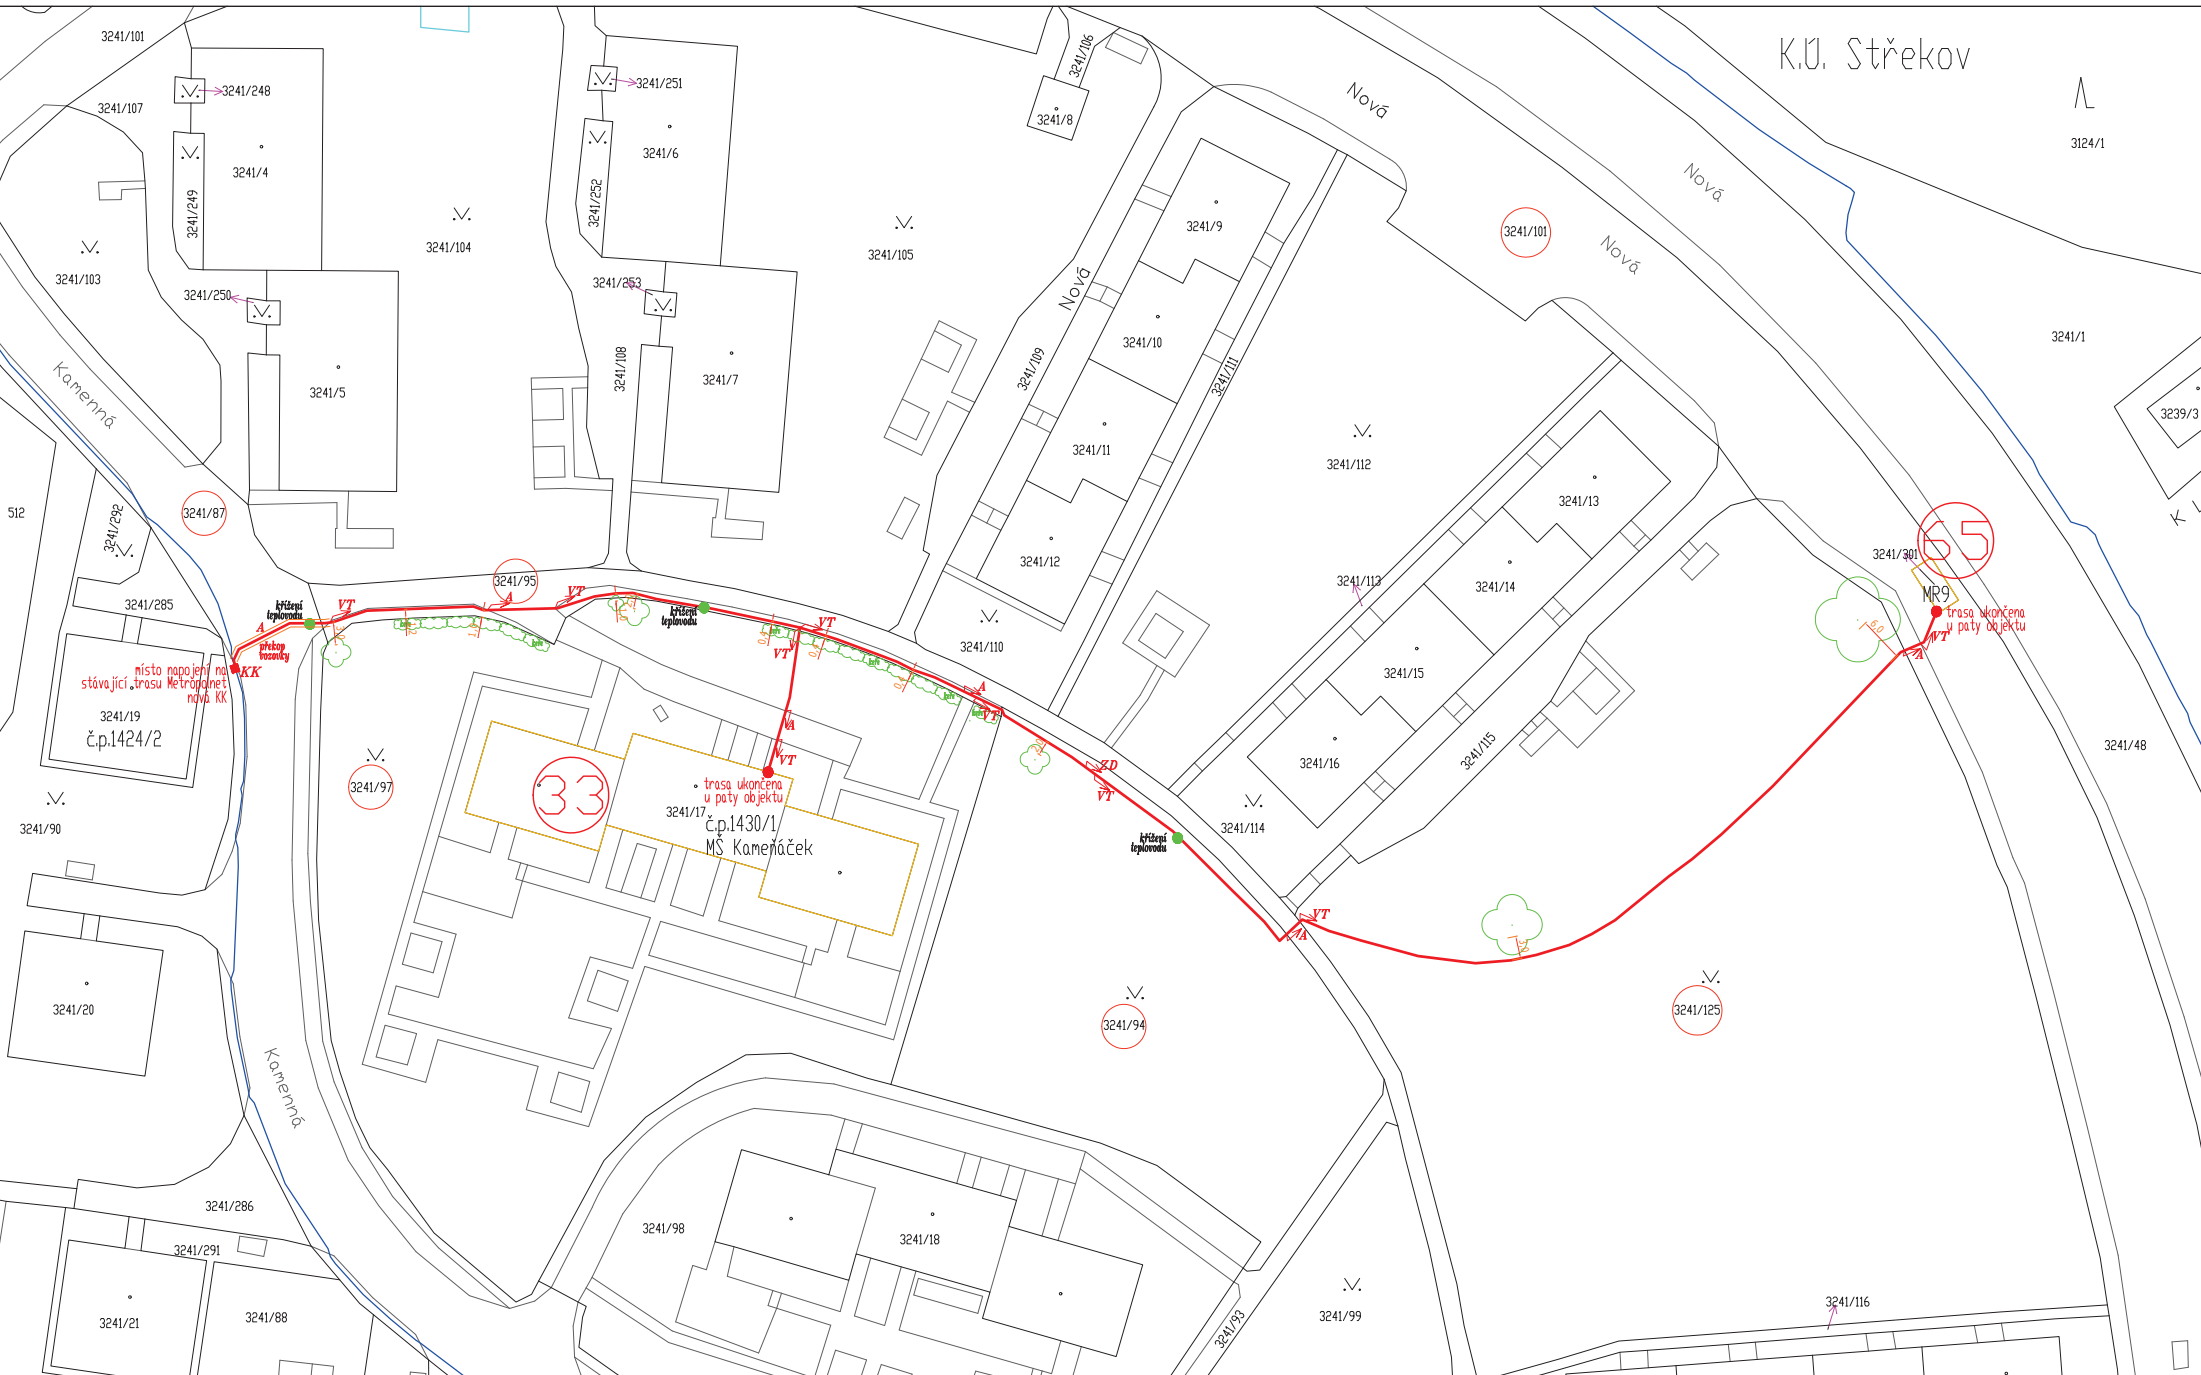 3241/101
3241/107
3241/248
3241/4
3241/249
3241/103
3241/250
3241/5
3241/104
3241/251
3241/6
3241/252
3241/253
3241/7
3241/108
3241/105
3241/106
3241/8
3241/9
3241/10
3241/11
3241/12
3241/109
Nová
3241/111
3241/110
3241/112
3241/113
3241/13
3241/14
3241/15
3241/16
3241/114
3241/115
Nová
Nová
Nová
3241/101
K.Ú. Střekov
3124/1
3241/1
3239/3
3241/301
65
MR9
trasa ukončena
u paty objektu
VT
A
6.0
3241/48
Kamenná
512
3241/292
3241/87
3241/285
křížení
teplovodu
A
překop
vozovky
KK
místo napojení na
stávající trasu Metropolnet
nová KK
3241/19
č.p.1424/2
3241/90
3241/20
3241/97
VT
3241/95
A
VT
křížení
teplovodu
VT
VT
A
VT
trasa ukončena
u paty objektu
33
3241/17
č.p.1430/1
MŠ Kameňáček
A
VT
ZD
VT
křížení
teplovodu
VT
A
3.0
3241/94
3241/125
Kamenná
3241/286
3241/291
3241/21
3241/88
3241/98
3241/18
3241/93
3241/99
3241/116